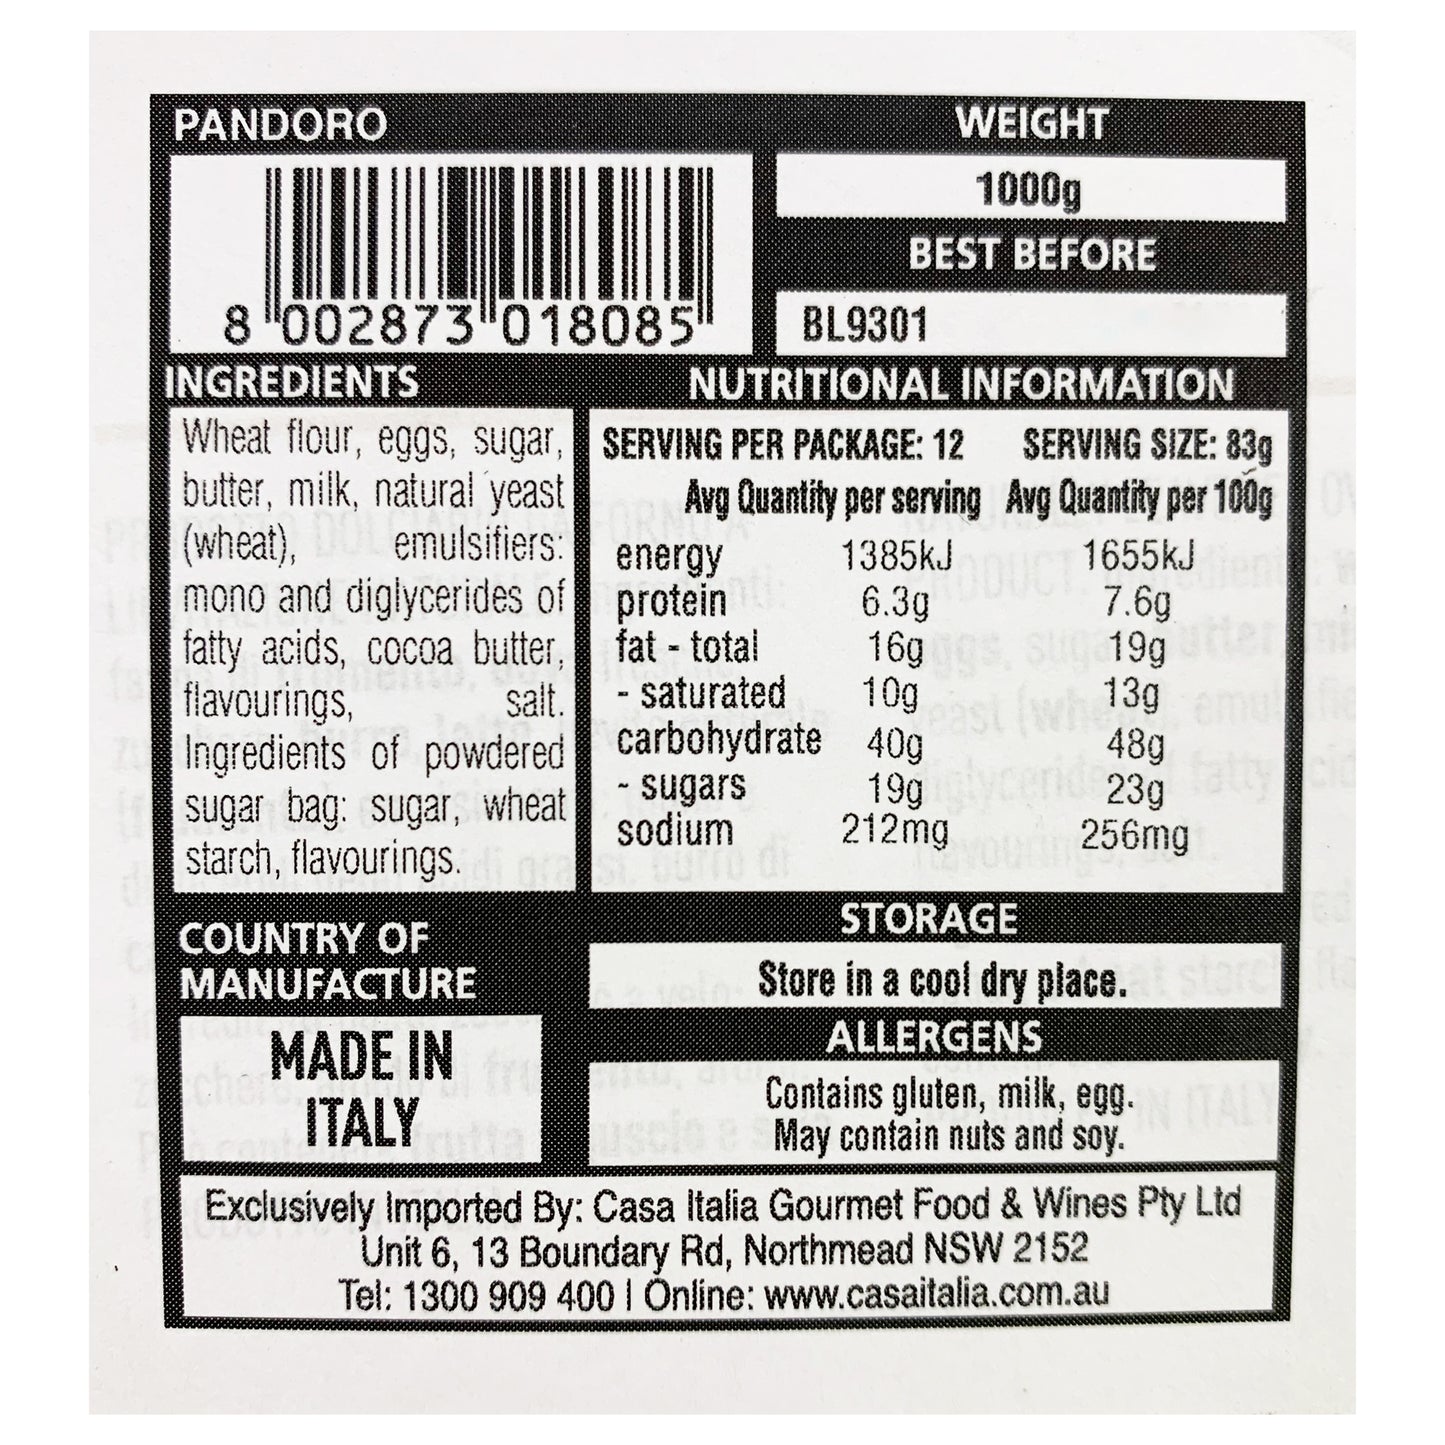 PANDORO
WEIGHT
1000g
8 002873 018085
BEST BEFORE
BL9301
INGREDIENTS
Wheat flour, eggs, sugar,
butter, milk, natural yeast
(wheat), emulsifiers:
mono and diglycerides of
fatty acids, cocoa butter,
flavourings, salt.
Ingredients of powdered
sugar bag: sugar, wheat
starch, flavourings.
NUTRITIONAL INFORMATION
SERVING PER PACKAGE: 12 SERVING SIZE: 83g
Avg Quantity per serving Avg Quantity per 100g
energy 1385kJ 1655kJ
protein 6.3g 7.6g
fat - total 16g 19g
- saturated 10g 13g
carbohydrate 40g 48g
- sugars 19g 23g
sodium 212mg 256mg
COUNTRY OF
MANUFACTURE
MADE IN
ITALY
STORAGE
Store in a cool dry place.
ALLERGENS
Contains gluten, milk, egg.
May contain nuts and soy.
Exclusively Imported By: Casa Italia Gourmet Food & Wines Pty Ltd
Unit 6, 13 Boundary Rd, Northmead NSW 2152
Tel: 1300 909 400 | Online: www.casaitalia.com.au